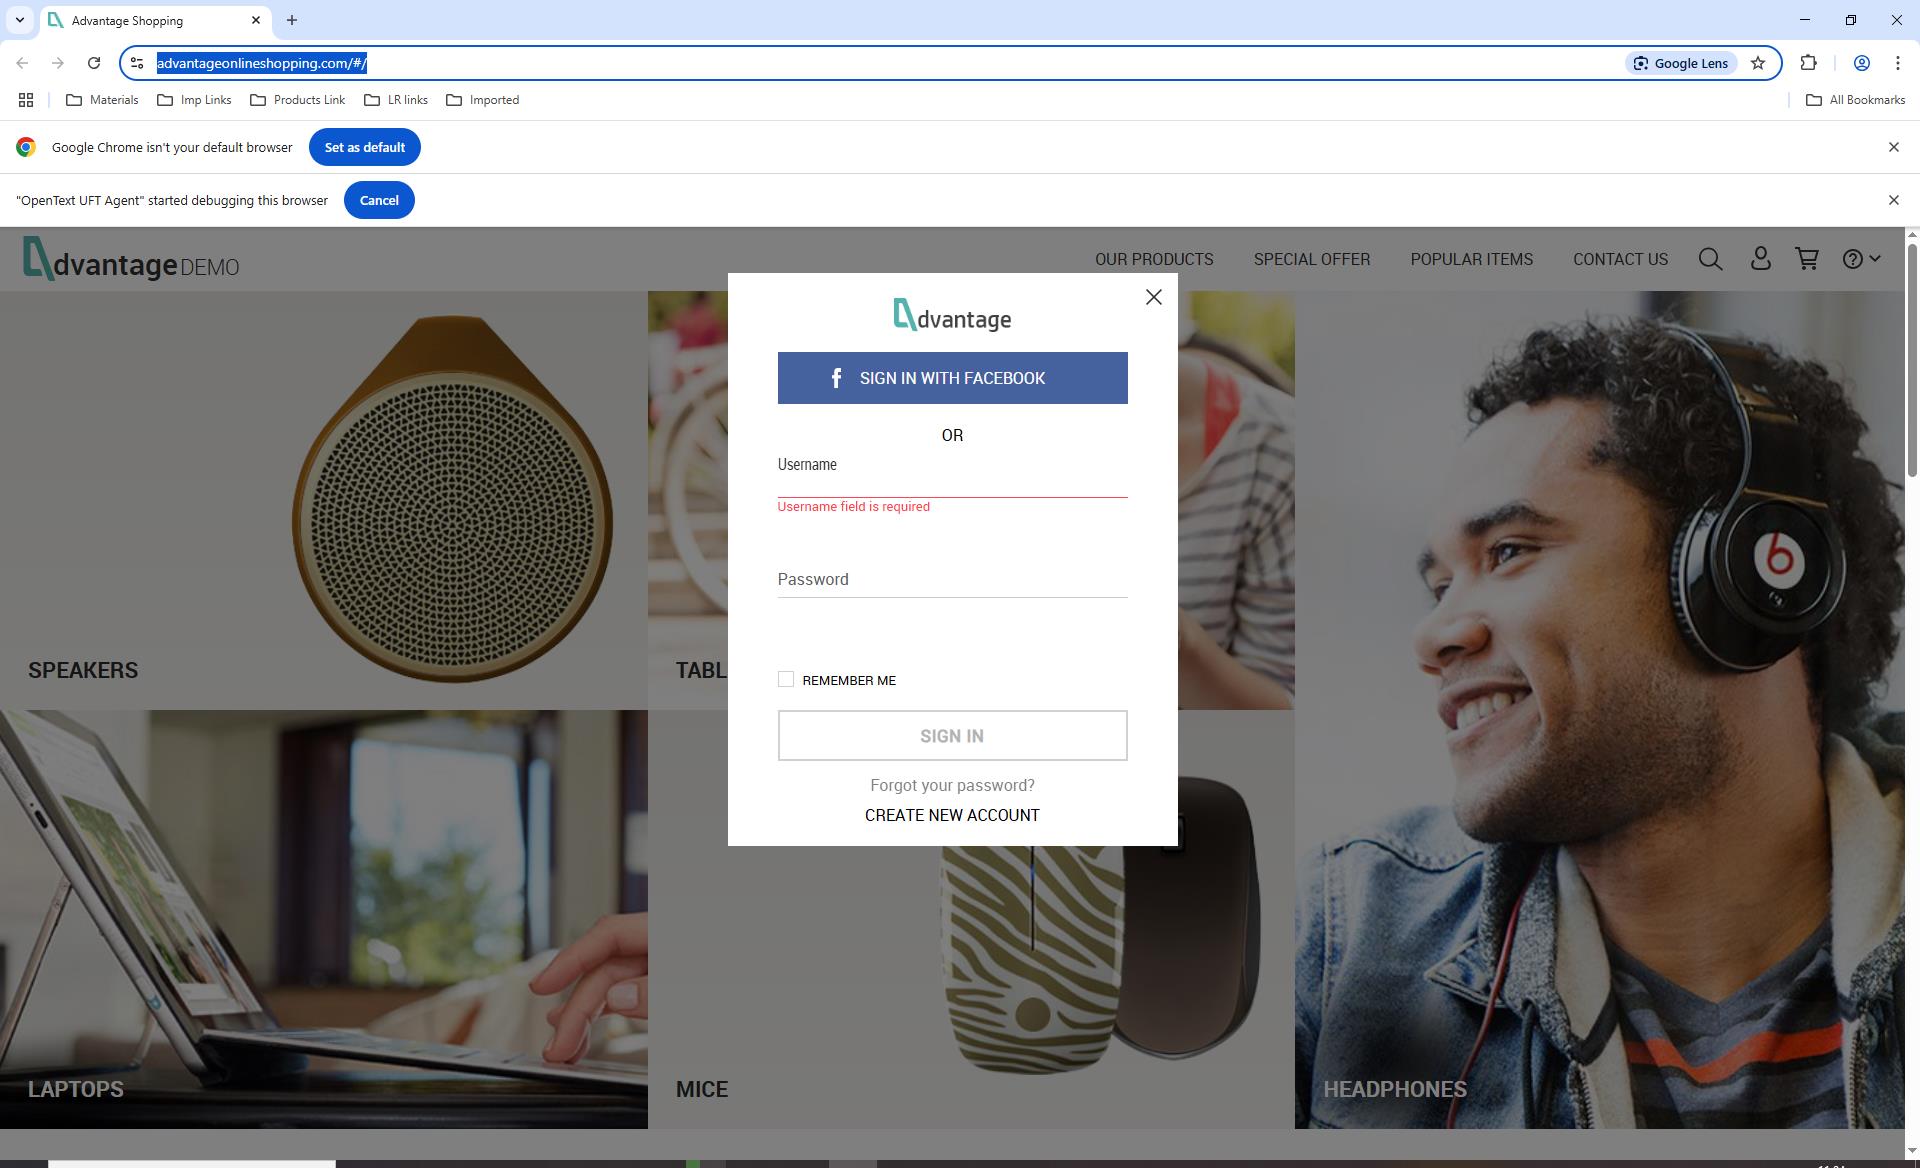 Advantage Shopping
advantageonlineshopping.com/#/
Google Lens
Materials
Imp Links
Products Link
LR links
Imported
All Bookmarks
Google Chrome isn't your default browser
Set as default
"OpenText UFT Agent" started debugging this browser
Cancel
dvantage DEMO
OUR PRODUCTS
SPECIAL OFFER
POPULAR ITEMS
CONTACT US
dvantage
SIGN IN WITH FACEBOOK
OR
Username
Username field is required
Password
REMEMBER ME
SIGN IN
Forgot your password?
CREATE NEW ACCOUNT
SPEAKERS
TABL
LAPTOPS
MICE
HEADPHONES